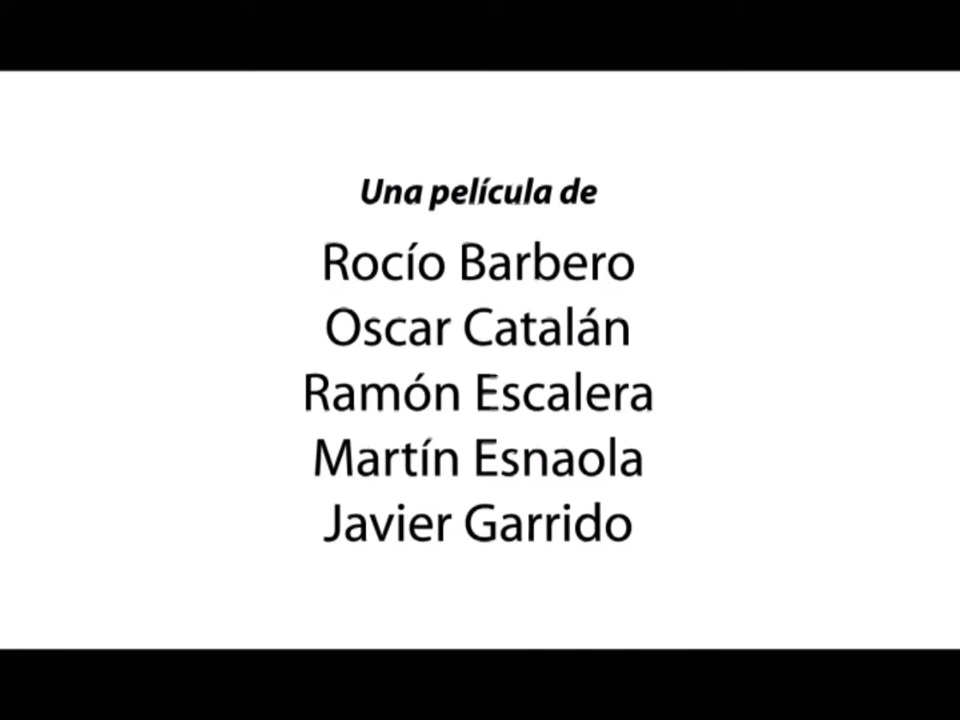 Una película de
Rocío Barbero
Oscar Catalán
Ramón Escalera
Martín Esnaola
Javier Garrido